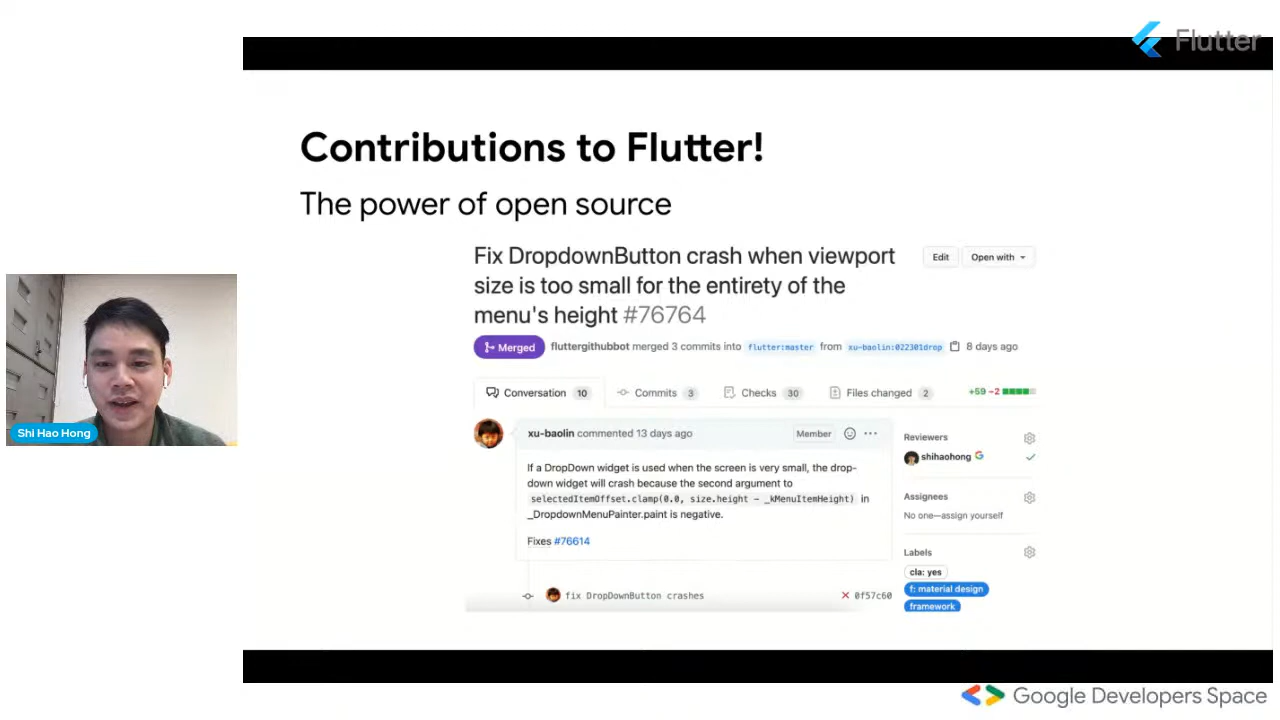 Flutter
Contributions to Flutter!
The power of open source
Fix DropdownButton crash when viewport
size is too small for the entirety of the
menu's height #76764
Edit
Open with
Merged
fluttergithubbot merged 3 commits into flutter:master from xu-baolin:022301drop 8 days ago
Conversation 10
Commits 3
Checks 30
Files changed 2
+59 −2
xu-baolin commented 13 days ago
Member
If a DropDown widget is used when the screen is very small, the drop-
down widget will crash because the second argument to
selectedItemOffset.clamp(0.0, size.height - _kMenuItemHeight) in
_DropdownMenuPainter.paint is negative.
Fixes #76614
fix DropDownButton crashes
0f57c60
Reviewers
shihaohong
Assignees
No one—assign yourself
Labels
cla: yes
f: material design
framework
Shi Hao Hong
Google Developers Space